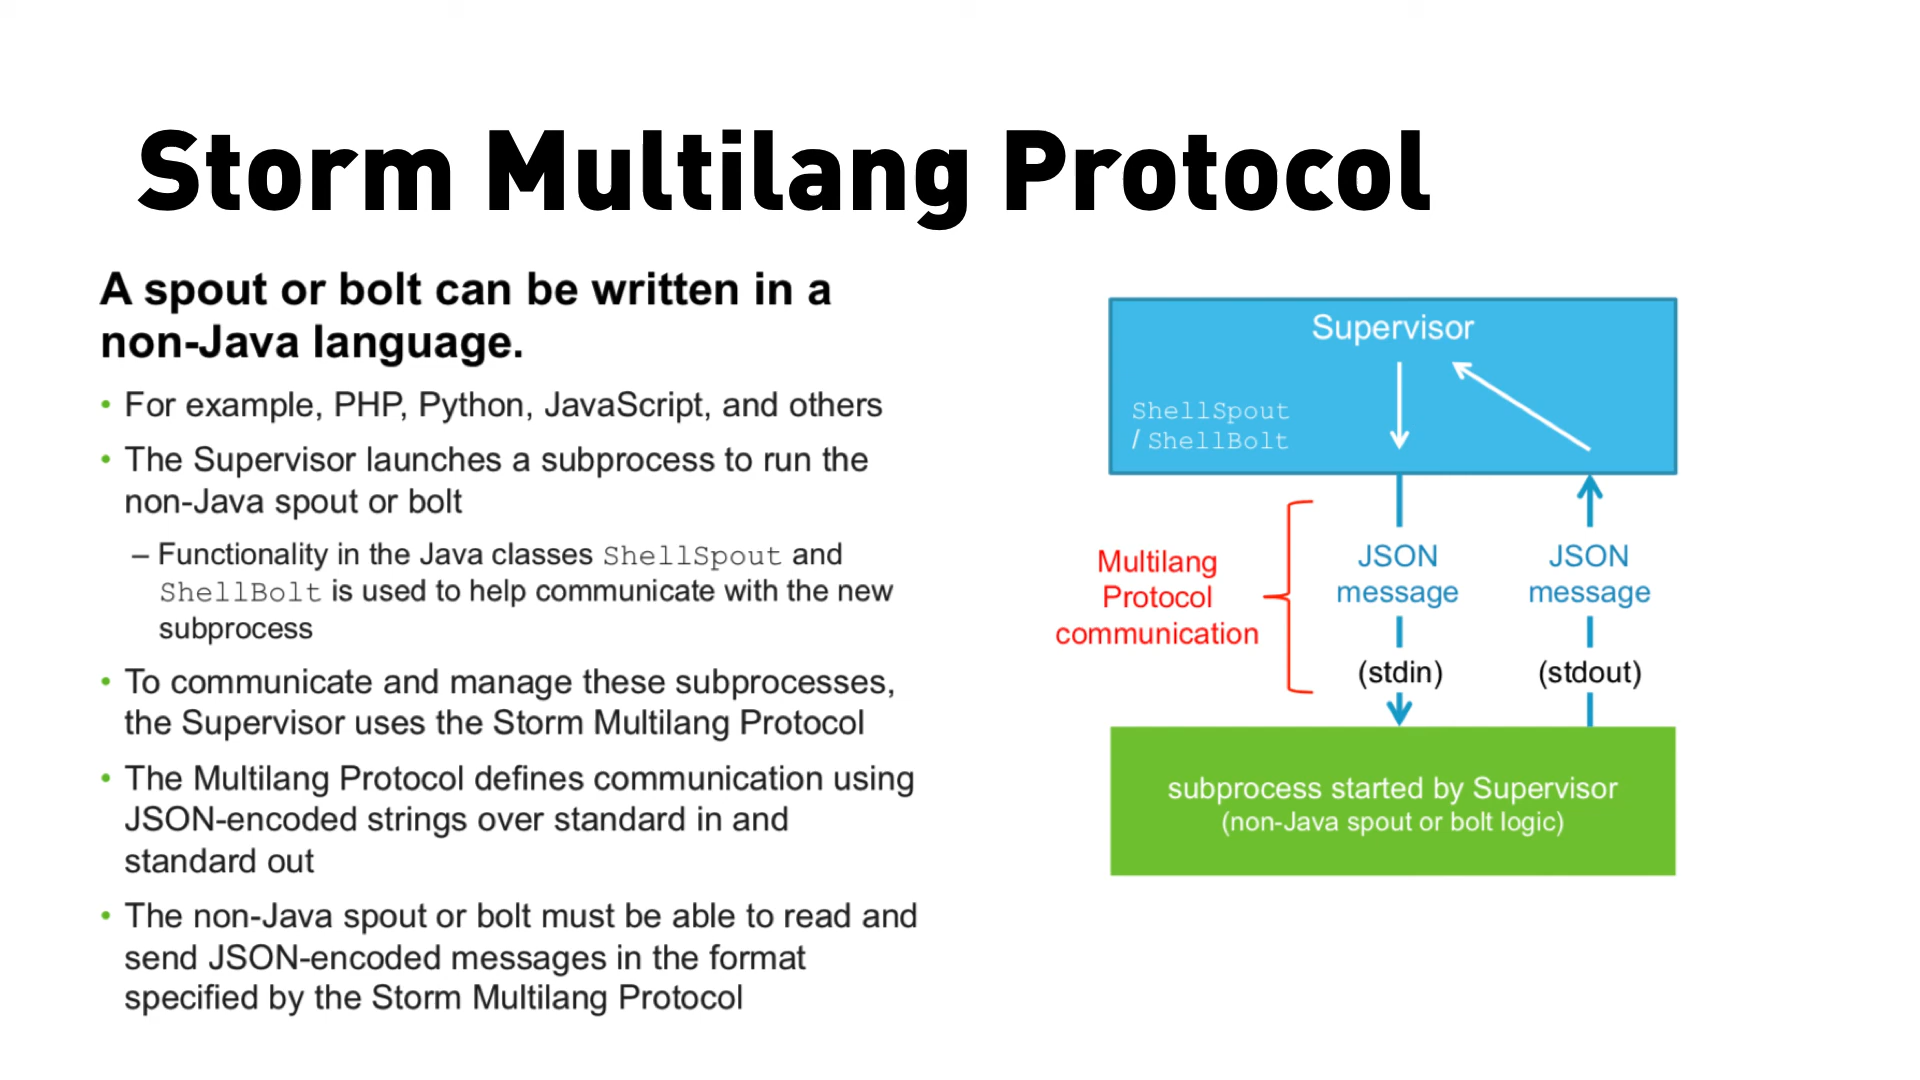 Storm Multilang Protocol
A spout or bolt can be written in a
non-Java language.
• For example, PHP, Python, JavaScript, and others
• The Supervisor launches a subprocess to run the
non-Java spout or bolt
– Functionality in the Java classes ShellSpout and
ShellBolt is used to help communicate with the new
subprocess
• To communicate and manage these subprocesses,
the Supervisor uses the Storm Multilang Protocol
• The Multilang Protocol defines communication using
JSON-encoded strings over standard in and
standard out
• The non-Java spout or bolt must be able to read and
send JSON-encoded messages in the format
specified by the Storm Multilang Protocol
Supervisor
ShellSpout
/ ShellBolt
Multilang
Protocol
communication
JSON
message
(stdin)
JSON
message
(stdout)
subprocess started by Supervisor
(non-Java spout or bolt logic)